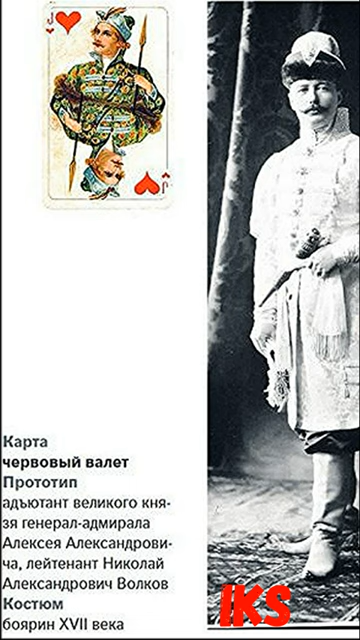 J
J
Карта
червовый валет
Прототип
адъютант великого кня-
зя генерал-адмирала
Алексея Александрови-
ча, лейтенант Николай
Александрович Волков
Костюм
боярин XVII века
IKS